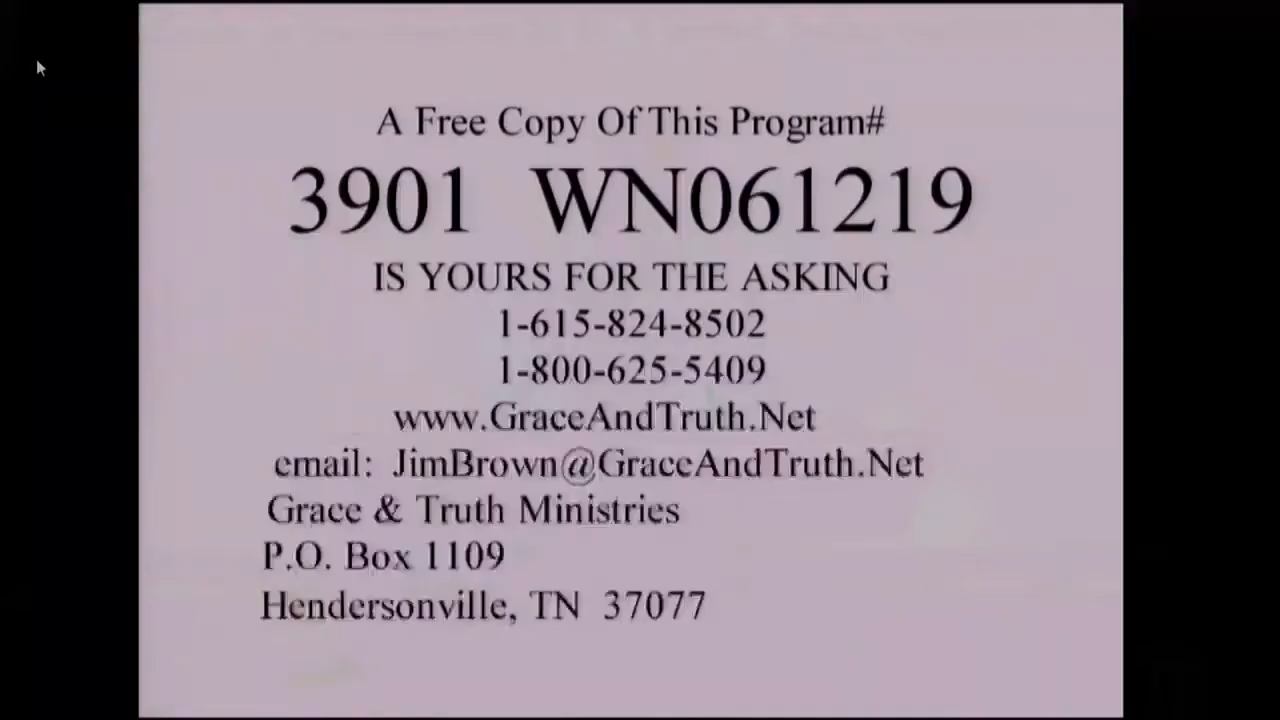 A Free Copy Of This Program#
3901 WN061219
IS YOURS FOR THE ASKING
1-615-824-8502
1-800-625-5409
www.GraceAndTruth.Net
email: JimBrown@GraceAndTruth.Net
Grace & Truth Ministries
P.O. Box 1109
Hendersonville, TN 37077